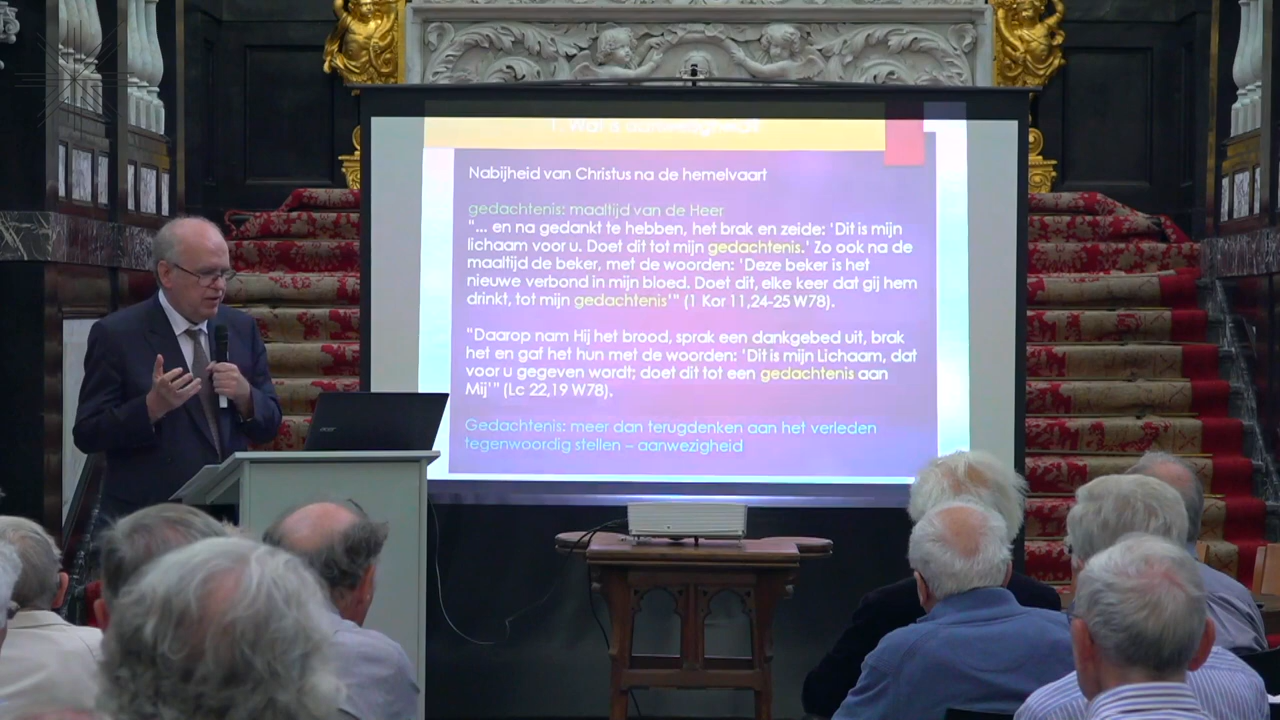 1. Wat is aanwezigheid?
Nabijheid van Christus na de hemelvaart
gedachtenis: maaltijd van de Heer
"... en na gedankt te hebben, het brak en zeide: 'Dit is mijn
lichaam voor u. Doet dit tot mijn gedachtenis.' Zo ook na de
maaltijd de beker, met de woorden: 'Deze beker is het
nieuwe verbond in mijn bloed. Doet dit, elke keer dat gij hem
drinkt, tot mijn gedachtenis'" (1 Kor 11,24-25 W78).
"Daarop nam Hij het brood, sprak een dankgebed uit, brak
het en gaf het hun met de woorden: 'Dit is mijn Lichaam, dat
voor u gegeven wordt; doet dit tot een gedachtenis aan
Mij'" (Lc 22,19 W78).
Gedachtenis: meer dan terugdenken aan het verleden
tegenwoordig stellen – aanwezigheid
acer